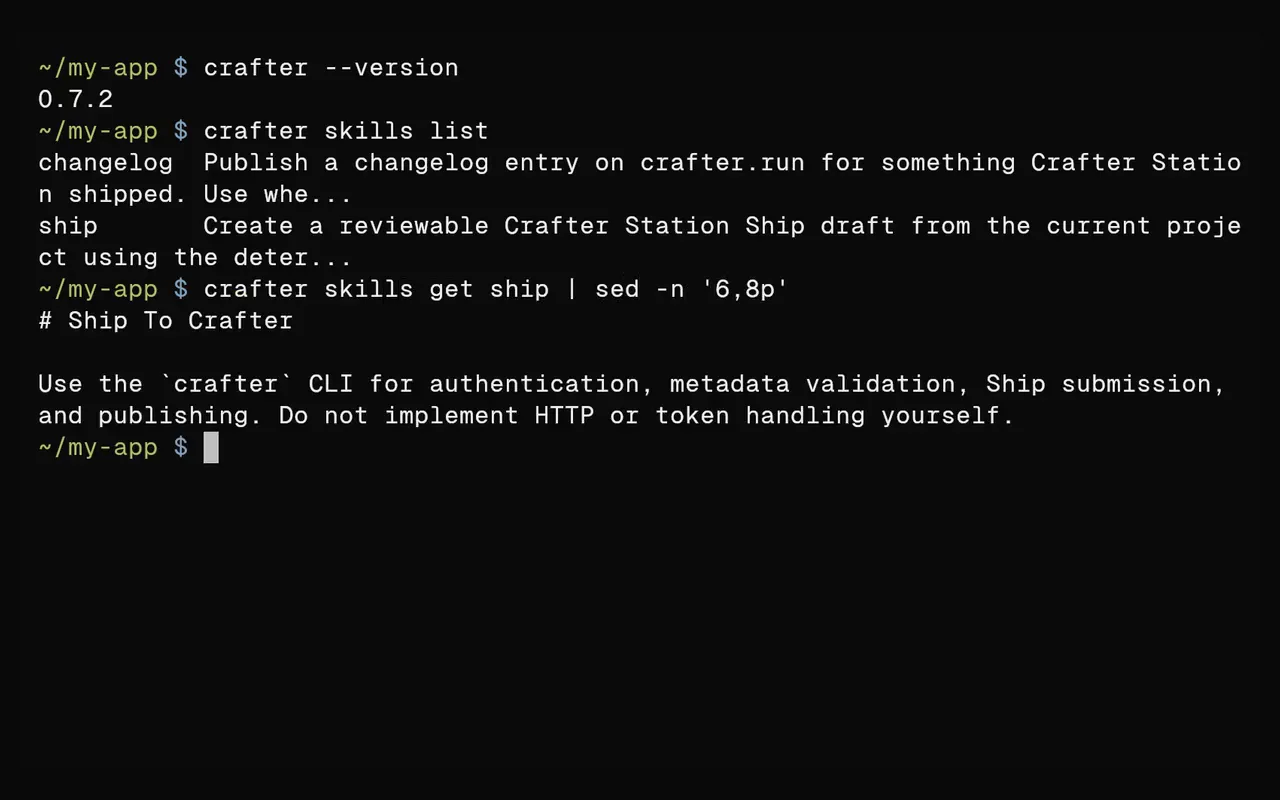 ~/my-app $ crafter --version
0.7.2
~/my-app $ crafter skills list
changelog  Publish a changelog entry on crafter.run for something Crafter Statio
n shipped. Use whe...
ship       Create a reviewable Crafter Station Ship draft from the current proje
ct using the deter...
~/my-app $ crafter skills get ship | sed -n '6,8p'
# Ship To Crafter

Use the `crafter` CLI for authentication, metadata validation, Ship submission,
and publishing. Do not implement HTTP or token handling yourself.
~/my-app $